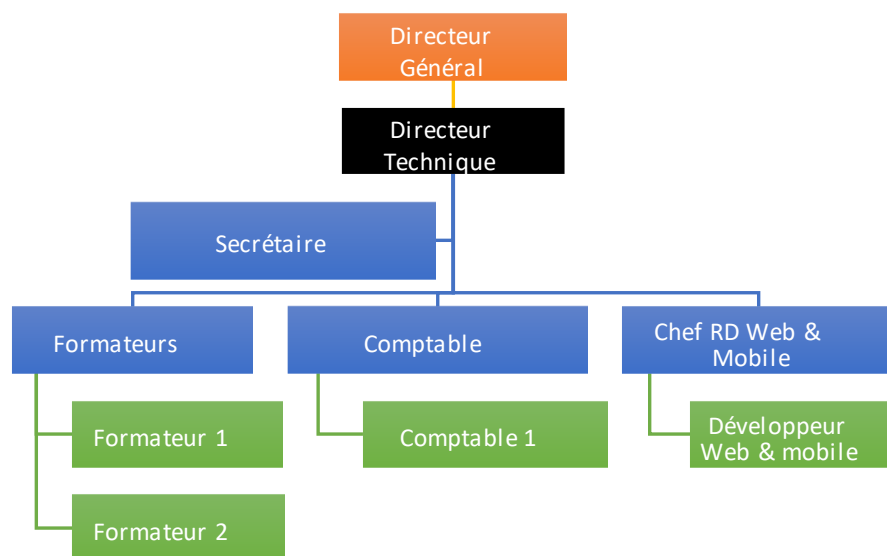 Directeur
Général
Directeur
Technique
Secrétaire
Formateurs
Comptable
Chef RD Web &
Mobile
Formateur 1
Comptable 1
Développeur
Web & mobile
Formateur 2